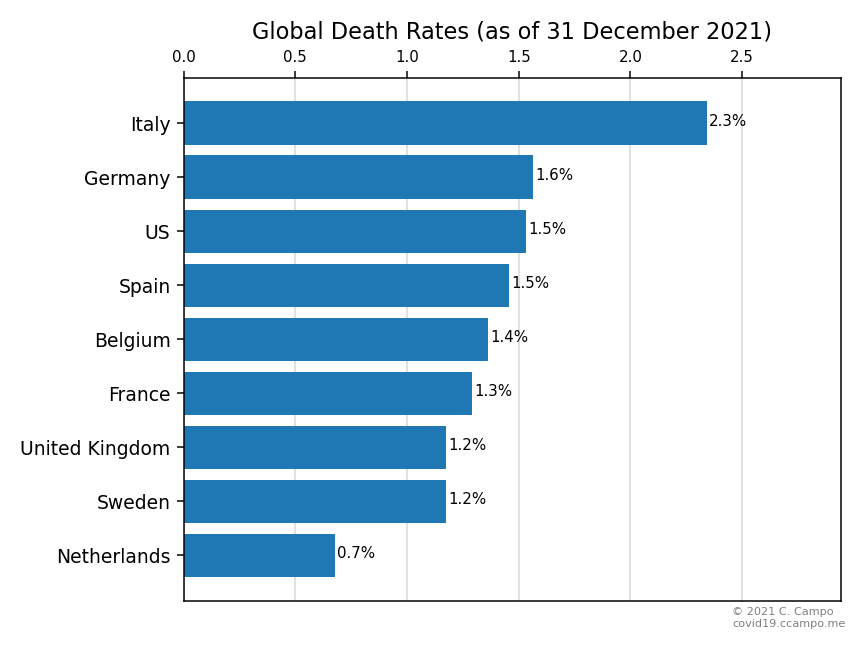 Global Death Rates (as of 31 December 2021)
0.0 0.5 1.0 1.5 2.0 2.5
Italy 2.3%
Germany 1.6%
US 1.5%
Spain 1.5%
Belgium 1.4%
France 1.3%
United Kingdom 1.2%
Sweden 1.2%
Netherlands 0.7%
© 2021 C. Campo
covid19.ccampo.me